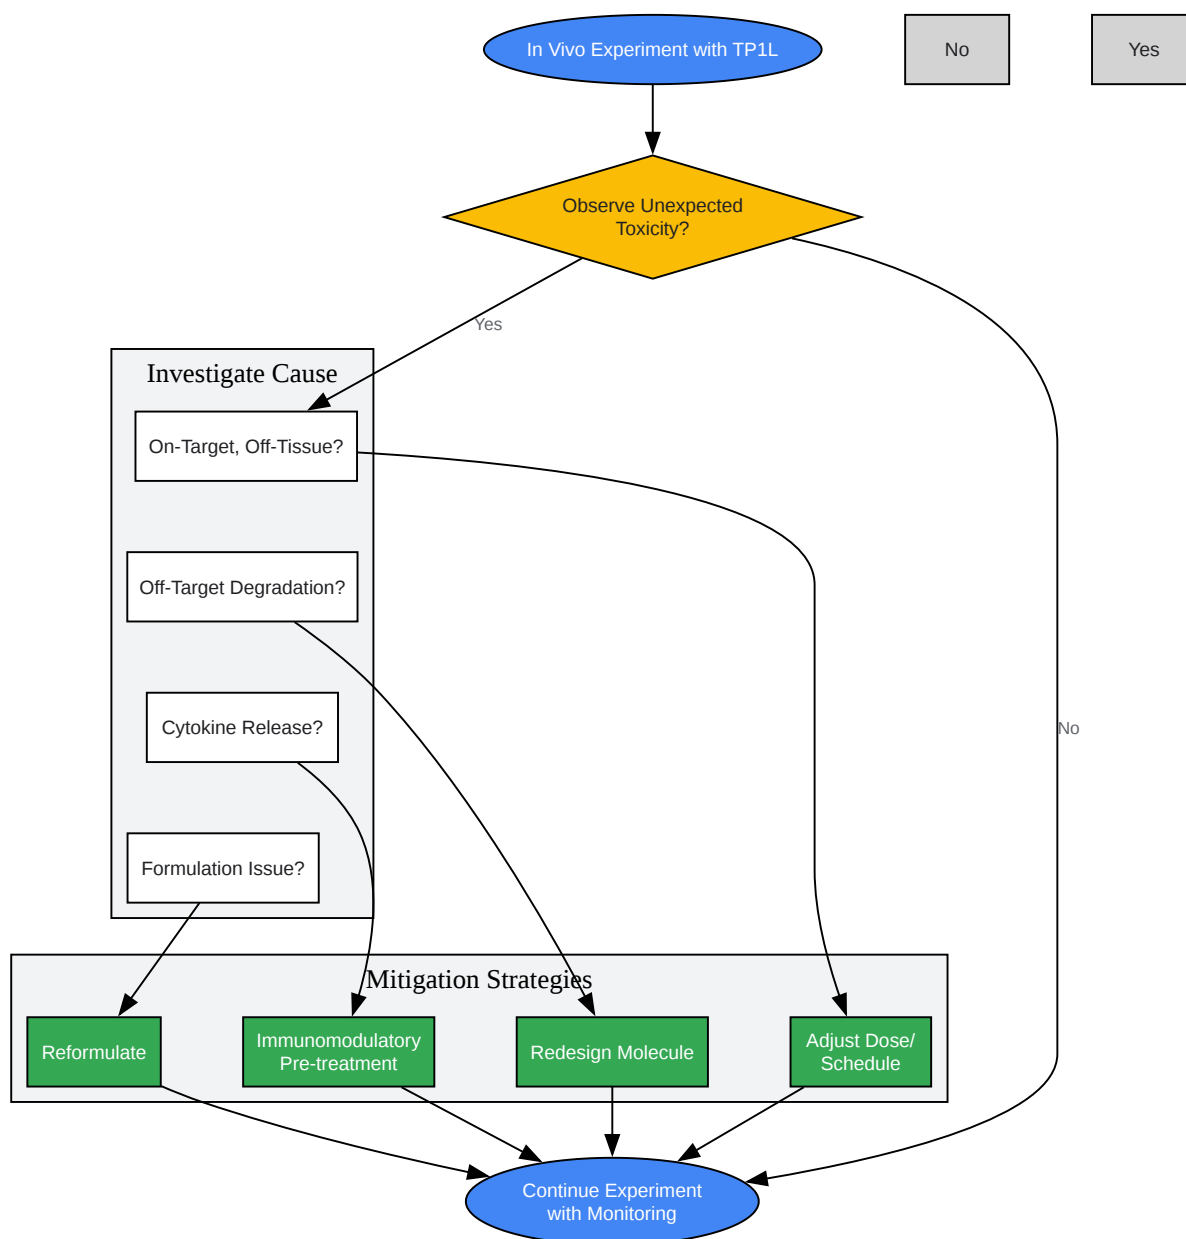 In Vivo Experiment with TP1L
No
Yes
Observe Unexpected
Toxicity?
Yes
Investigate Cause
On-Target, Off-Tissue?
Off-Target Degradation?
Cytokine Release?
No
Formulation Issue?
Mitigation Strategies
Reformulate
Immunomodulatory
Pre-treatment
Redesign Molecule
Adjust Dose/
Schedule
Continue Experiment
with Monitoring